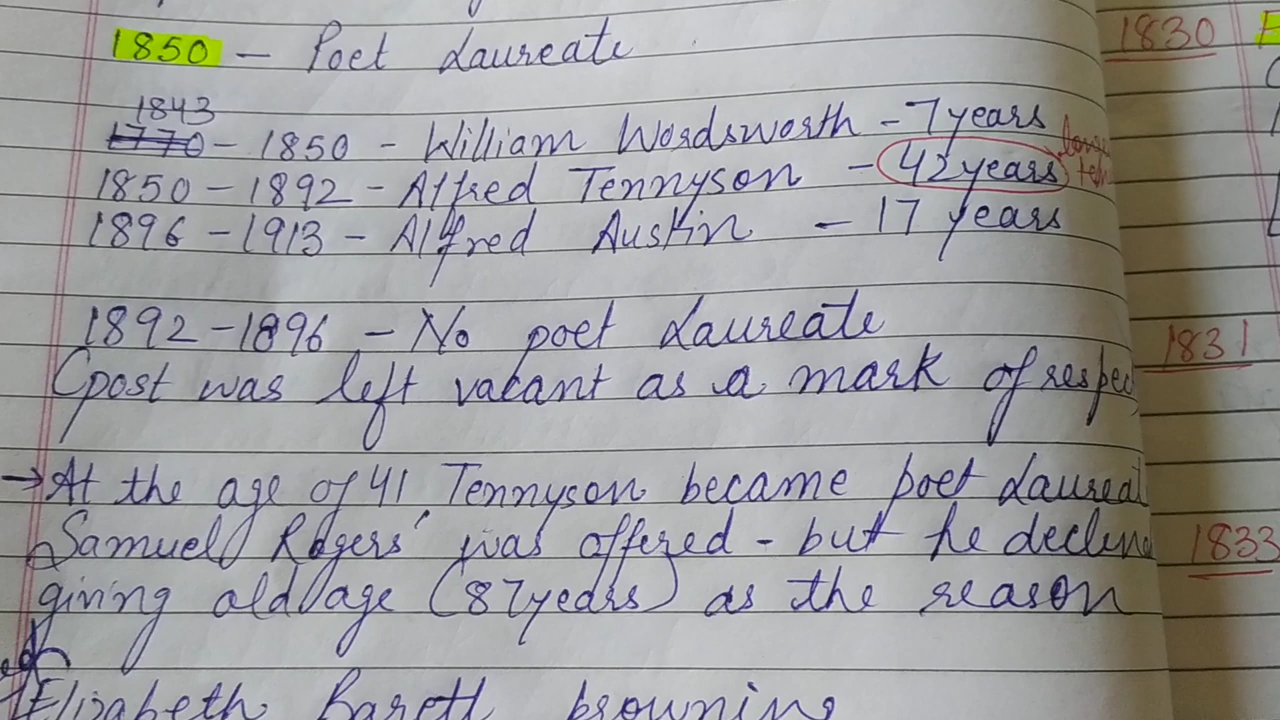 1850 - Poet Laureate
1843
1770 - 1850 - William Wordsworth - 7 years
1850 - 1892 - Alfred Tennyson - 42 years
1896 - 1913 - Alfred Austin - 17 years
1892 - 1896 - No poet Laureate
(post was left vacant as a mark of respec
→ At the age of 41 Tennyson became poet Laureat
Samuel Rogers' was offered - but he decline
giving old age (87 years) as the reason
Elizabeth Barett browning
1830
1831
1833